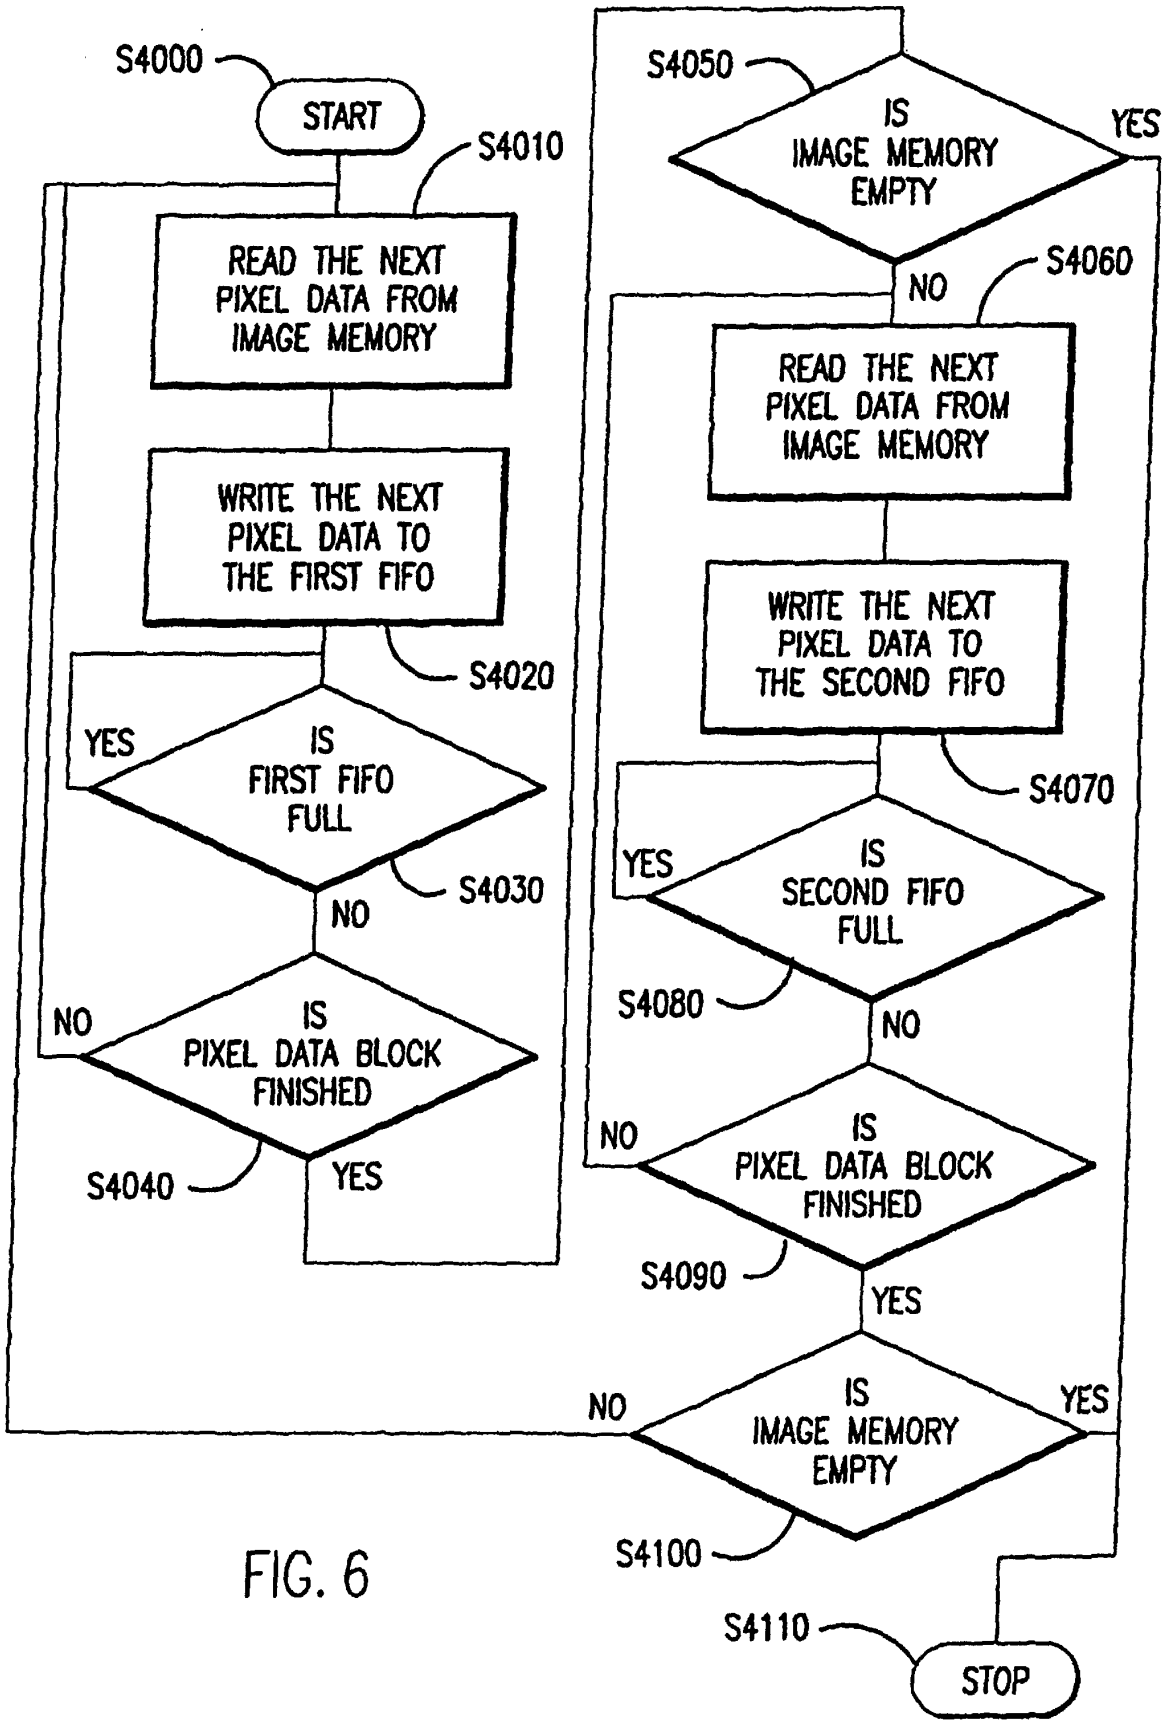 S4000
START
S4010
READ THE NEXT
PIXEL DATA FROM
IMAGE MEMORY
WRITE THE NEXT
PIXEL DATA TO
THE FIRST FIFO
S4020
YES
IS
FIRST FIFO
FULL
S4030
NO
NO
IS
PIXEL DATA BLOCK
FINISHED
S4040
YES
S4050
IS
IMAGE MEMORY
EMPTY
YES
NO
S4060
READ THE NEXT
PIXEL DATA FROM
IMAGE MEMORY
WRITE THE NEXT
PIXEL DATA TO
THE SECOND FIFO
S4070
YES
IS
SECOND FIFO
FULL
S4080
NO
NO
IS
PIXEL DATA BLOCK
FINISHED
S4090
YES
NO
IS
IMAGE MEMORY
EMPTY
YES
S4100
S4110
STOP
FIG. 6